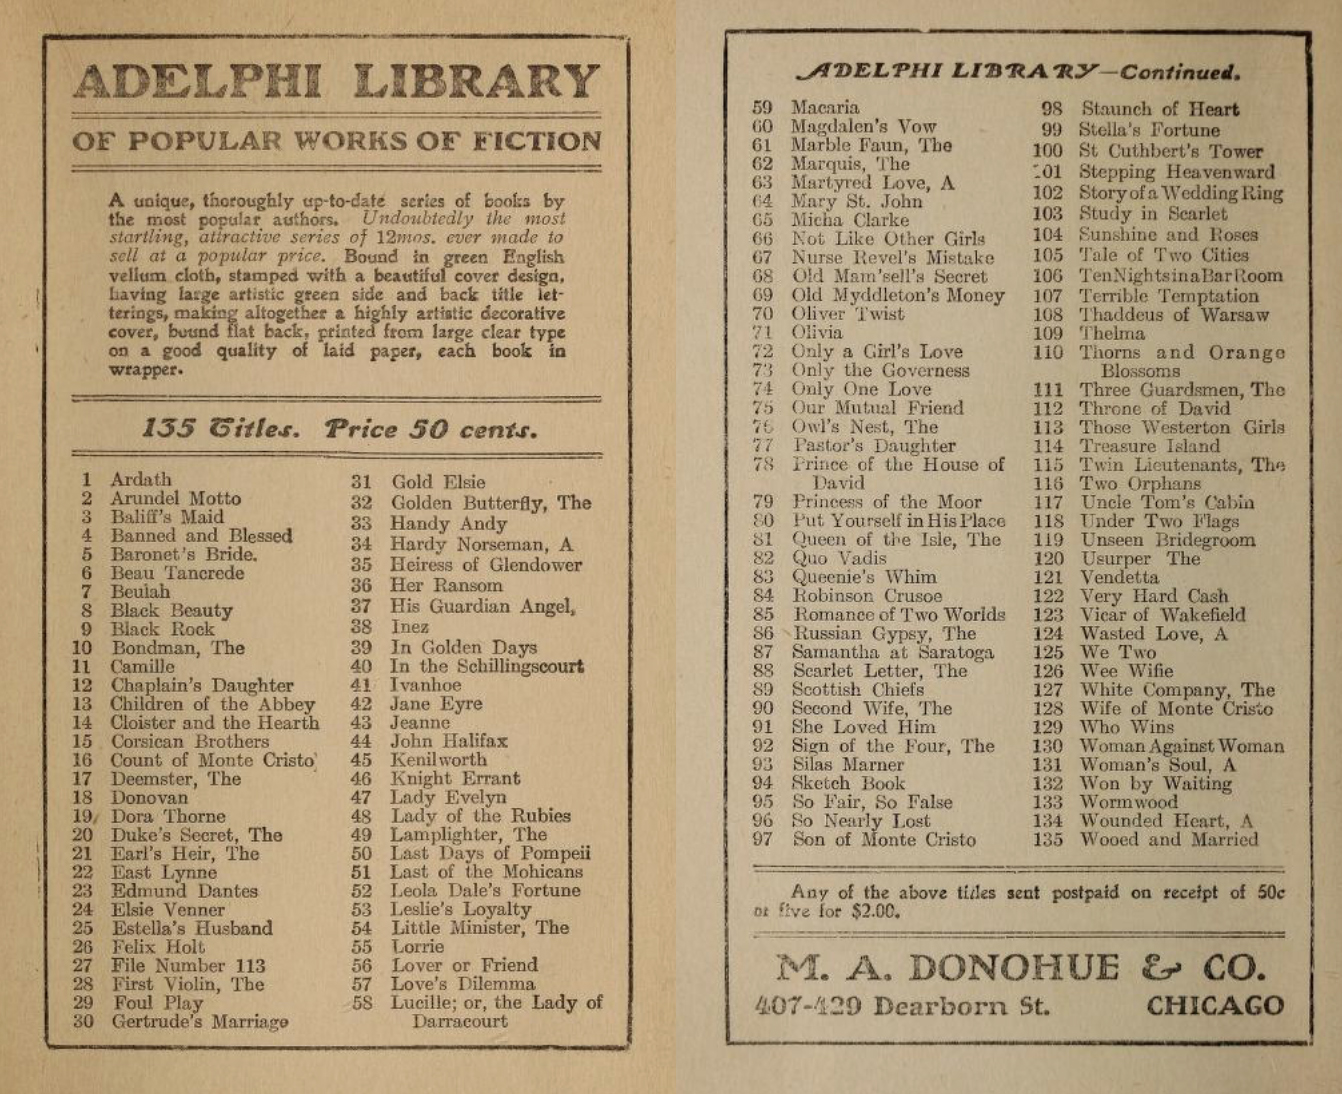 ADELPHI LIBRARY
OF POPULAR WORKS OF FICTION
A unique, thoroughly up-to-date series of books by
the most popular authors. Undoubtedly the most
startling, attractive series of 12mos. ever made to
sell at a popular price. Bound in green English
vellum cloth, stamped with a beautiful cover design,
having large artistic green side and back title let-
terings, making altogether a highly artistic decorative
cover, bound flat back, printed from large clear type
on a good quality of laid paper, each book in
wrapper.
135 Titles. Price 50 cents.
1 Ardath
2 Arundel Motto
3 Baliff's Maid
4 Banned and Blessed
5 Baronet's Bride.
6 Beau Tancrede
7 Beulah
8 Black Beauty
9 Black Rock
10 Bondman, The
11 Camille
12 Chaplain's Daughter
13 Children of the Abbey
14 Cloister and the Hearth
15 Corsican Brothers
16 Count of Monte Cristo
17 Deemster, The
18 Donovan
19 Dora Thorne
20 Duke's Secret, The
21 Earl's Heir, The
22 East Lynne
23 Edmund Dantes
24 Elsie Venner
25 Estella's Husband
26 Felix Holt
27 File Number 113
28 First Violin, The
29 Foul Play
30 Gertrude's Marriage
31 Gold Elsie
32 Golden Butterfly, The
33 Handy Andy
34 Hardy Norseman, A
35 Heiress of Glendower
36 Her Ransom
37 His Guardian Angel,
38 Inez
39 In Golden Days
40 In the Schillingscourt
41 Ivanhoe
42 Jane Eyre
43 Jeanne
44 John Halifax
45 Kenilworth
46 Knight Errant
47 Lady Evelyn
48 Lady of the Rubies
49 Lamplighter, The
50 Last Days of Pompeii
51 Last of the Mohicans
52 Leola Dale's Fortune
53 Leslie's Loyalty
54 Little Minister, The
55 Lorrie
56 Lover or Friend
57 Love's Dilemma
58 Lucille; or, the Lady of
Darracourt
ADELPHI LIBRARY—Continued.
59 Macaria
60 Magdalen's Vow
61 Marble Faun, The
62 Marquis, The
63 Martyred Love, A
64 Mary St. John
65 Micha Clarke
66 Not Like Other Girls
67 Nurse Revel's Mistake
68 Old Mam'sell's Secret
69 Old Myddleton's Money
70 Oliver Twist
71 Olivia
72 Only a Girl's Love
73 Only the Governess
74 Only One Love
75 Our Mutual Friend
76 Owl's Nest, The
77 Pastor's Daughter
78 Prince of the House of
David
79 Princess of the Moor
80 Put Yourself in His Place
81 Queen of the Isle, The
82 Quo Vadis
83 Queenie's Whim
84 Robinson Crusoe
85 Romance of Two Worlds
86 Russian Gypsy, The
87 Samantha at Saratoga
88 Scarlet Letter, The
89 Scottish Chiefs
90 Second Wife, The
91 She Loved Him
92 Sign of the Four, The
93 Silas Marner
94 Sketch Book
95 So Fair, So False
96 So Nearly Lost
97 Son of Monte Cristo
98 Staunch of Heart
99 Stella's Fortune
100 St Cuthbert's Tower
101 Stepping Heavenward
102 Story of a Wedding Ring
103 Study in Scarlet
104 Sunshine and Roses
105 Tale of Two Cities
106 Ten Nights in a Bar Room
107 Terrible Temptation
108 Thaddeus of Warsaw
109 Thelma
110 Thorns and Orange
Blossoms
111 Three Guardsmen, The
112 Throne of David
113 Those Westerton Girls
114 Treasure Island
115 Twin Lieutenants, The
116 Two Orphans
117 Uncle Tom's Cabin
118 Under Two Flags
119 Unseen Bridegroom
120 Usurper The
121 Vendetta
122 Very Hard Cash
123 Vicar of Wakefield
124 Wasted Love, A
125 We Two
126 Wee Wifie
127 White Company, The
128 Wife of Monte Cristo
129 Who Wins
130 Woman Against Woman
131 Woman's Soul, A
132 Won by Waiting
133 Wormwood
134 Wounded Heart, A
135 Wooed and Married
Any of the above titles sent postpaid on receipt of 50c
or five for $2.00.
M. A. DONOHUE & CO.
407-429 Dearborn St. CHICAGO